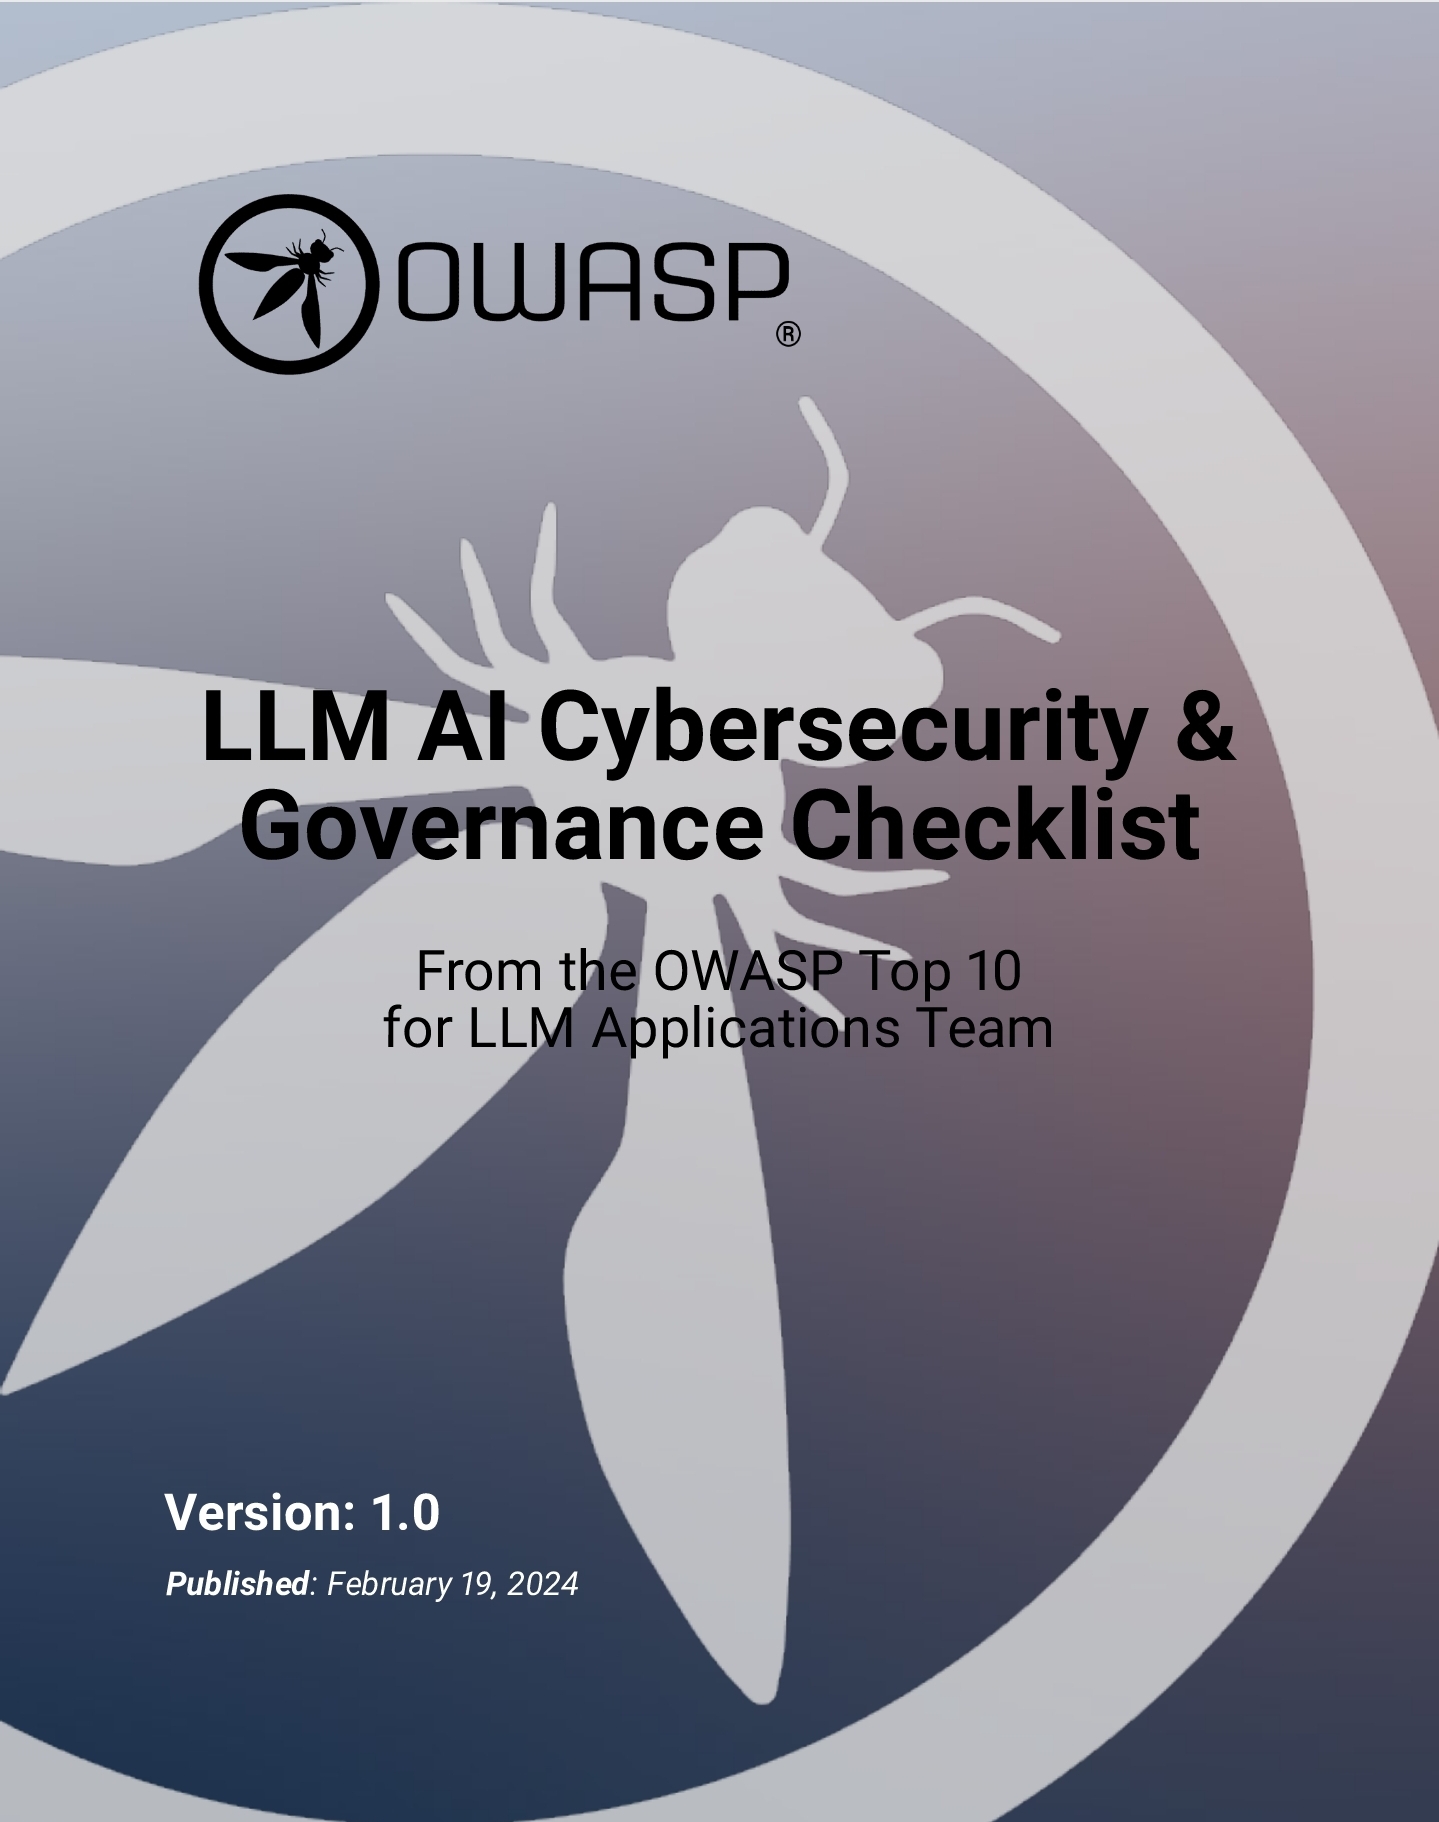 OWASP®
LLM AI Cybersecurity &
Governance Checklist
From the OWASP Top 10
for LLM Applications Team
Version: 1.0
Published: February 19, 2024